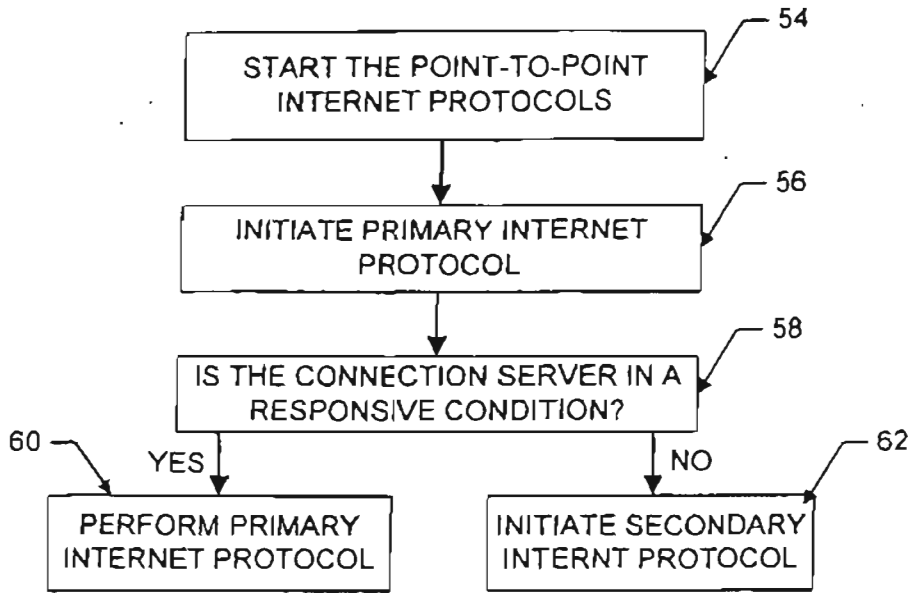 54
START THE POINT-TO-POINT
INTERNET PROTOCOLS
56
INITIATE PRIMARY INTERNET
PROTOCOL
58
IS THE CONNECTION SERVER IN A
RESPONSIVE CONDITION?
60
YES
NO
62
PERFORM PRIMARY
INTERNET PROTOCOL
INITIATE SECONDARY
INTERNT PROTOCOL